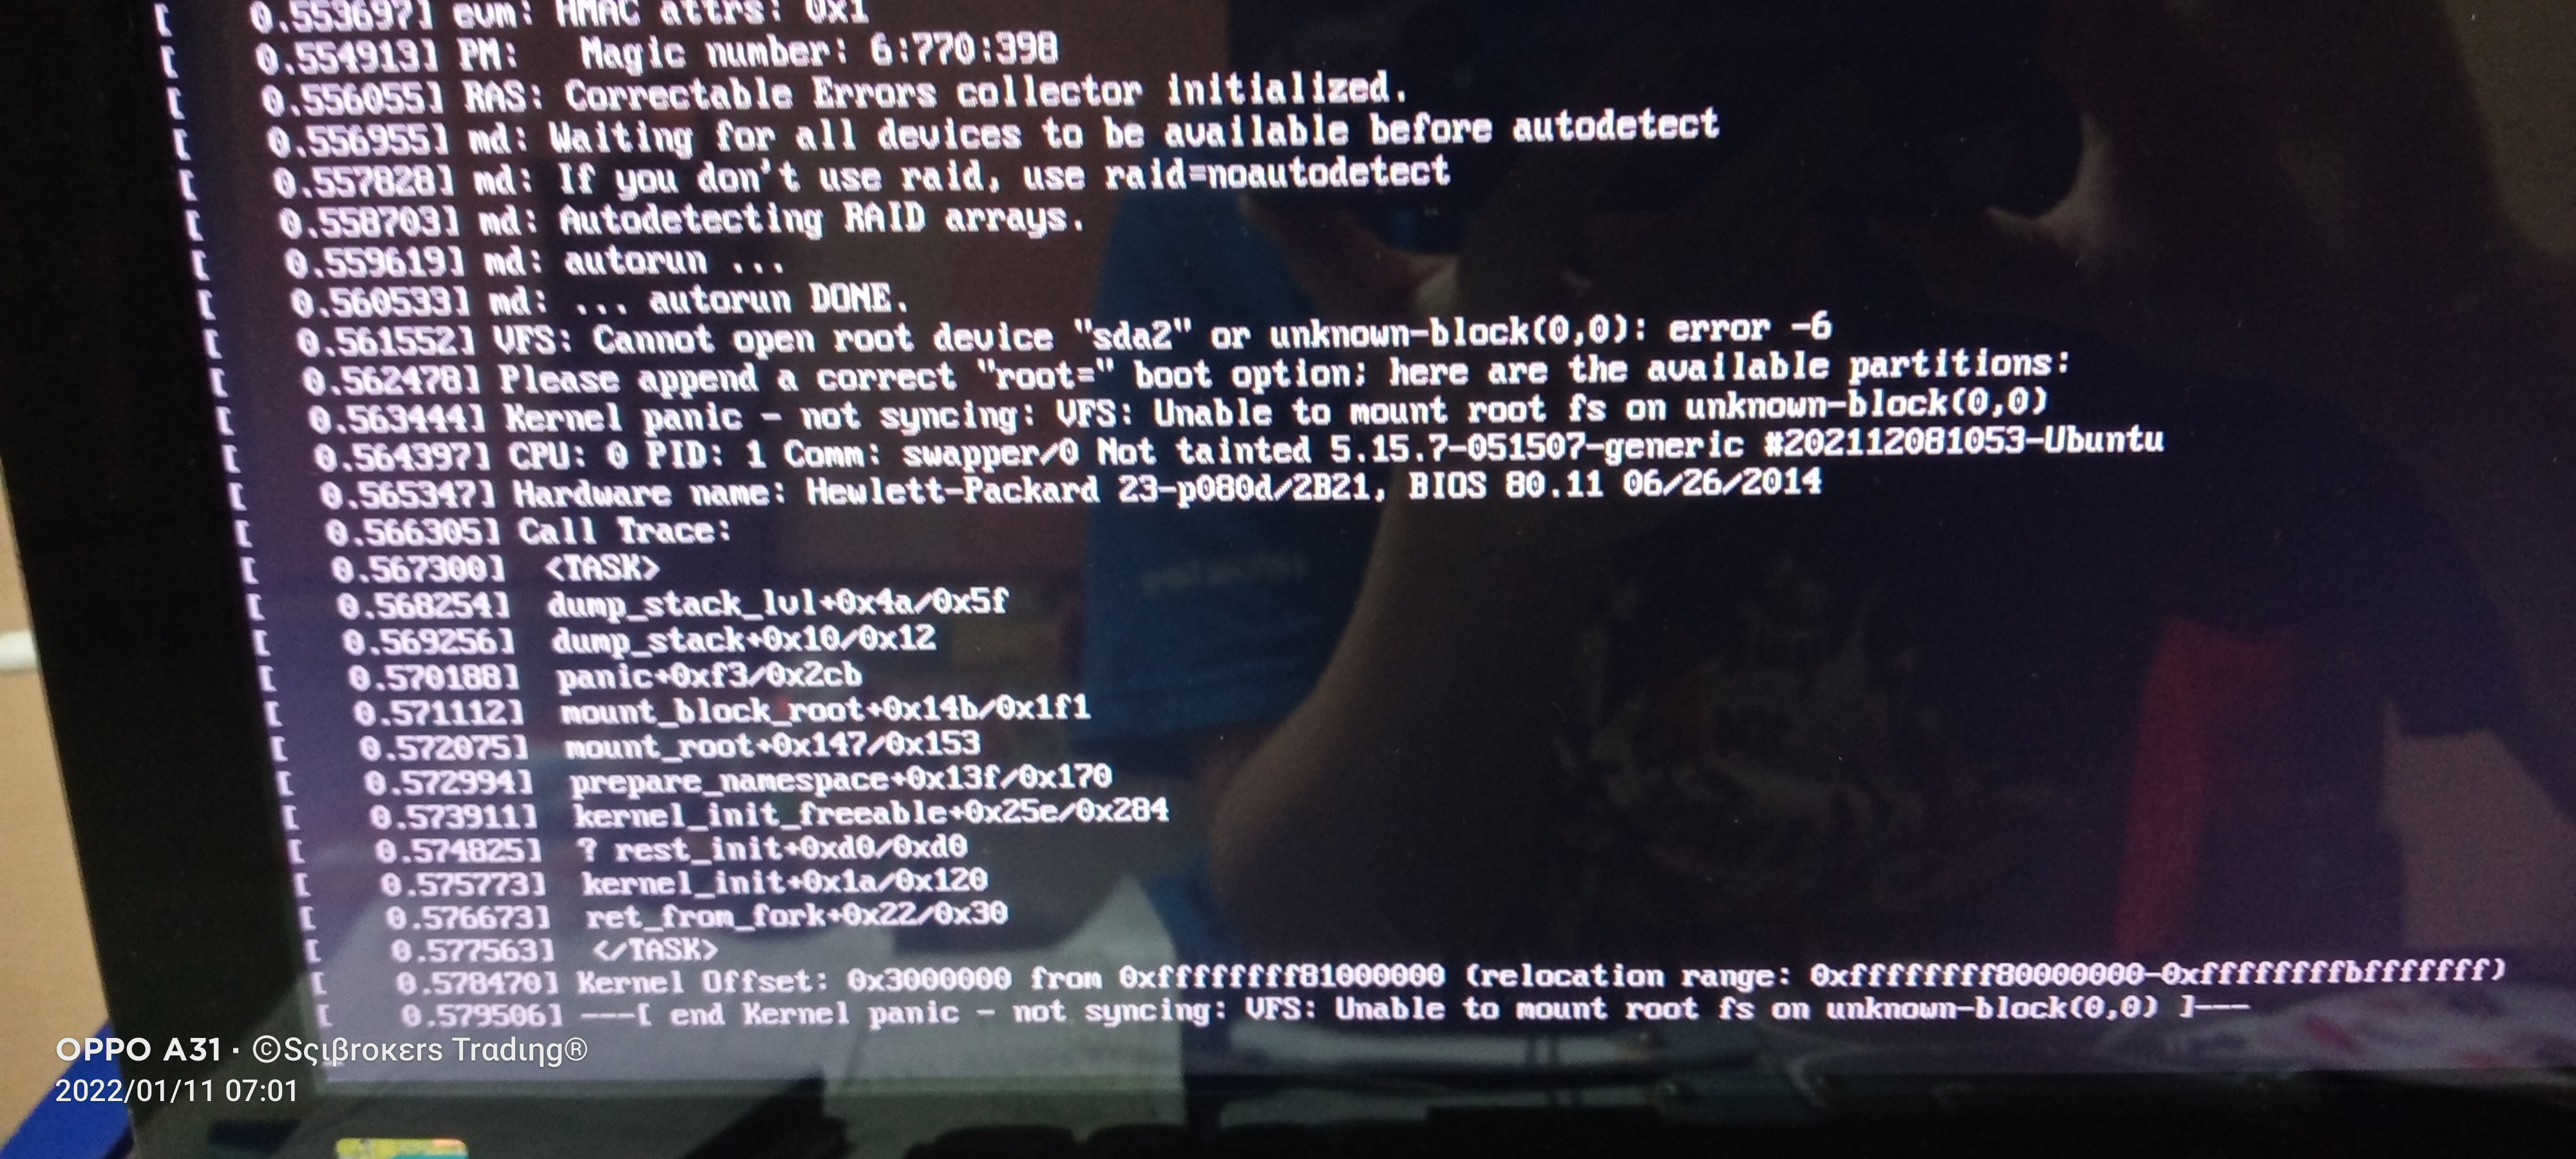 [    0.553697] evm: HMAC attrs: 0x1
[    0.554913] PM:   Magic number: 6:770:398
[    0.556055] RAS: Correctable Errors collector initialized.
[    0.556955] md: Waiting for all devices to be available before autodetect
[    0.557828] md: If you don't use raid, use raid=noautodetect
[    0.558703] md: Autodetecting RAID arrays.
[    0.559619] md: autorun ...
[    0.560533] md: ... autorun DONE.
[    0.561552] VFS: Cannot open root device "sda2" or unknown-block(0,0): error -6
[    0.562478] Please append a correct "root=" boot option; here are the available partitions:
[    0.563444] Kernel panic - not syncing: VFS: Unable to mount root fs on unknown-block(0,0)
[    0.564397] CPU: 0 PID: 1 Comm: swapper/0 Not tainted 5.15.7-051507-generic #202112081053-Ubuntu
[    0.565347] Hardware name: Hewlett-Packard 23-p080d/2B21, BIOS 80.11 06/26/2014
[    0.566305] Call Trace:
[    0.567300]  <TASK>
[    0.568254]  dump_stack_lvl+0x4a/0x5f
[    0.569256]  dump_stack+0x10/0x12
[    0.570188]  panic+0xf3/0x2cb
[    0.571112]  mount_block_root+0x14b/0x1f1
[    0.572075]  mount_root+0x147/0x153
[    0.572994]  prepare_namespace+0x13f/0x170
[    0.573911]  kernel_init_freeable+0x25e/0x284
[    0.574825]  ? rest_init+0xd0/0xd0
[    0.575773]  kernel_init+0x1a/0x120
[    0.576673]  ret_from_fork+0x22/0x30
[    0.577563]  </TASK>
[    0.578470] Kernel Offset: 0x3000000 from 0xffffffff81000000 (relocation range: 0xffffffff80000000-0xffffffffbfffffff)
[    0.579506] ---[ end Kernel panic - not syncing: VFS: Unable to mount root fs on unknown-block(0,0) ]---
OPPO A31 · ©Sςιβroκεrs Tradιηg®
2022/01/11 07:01